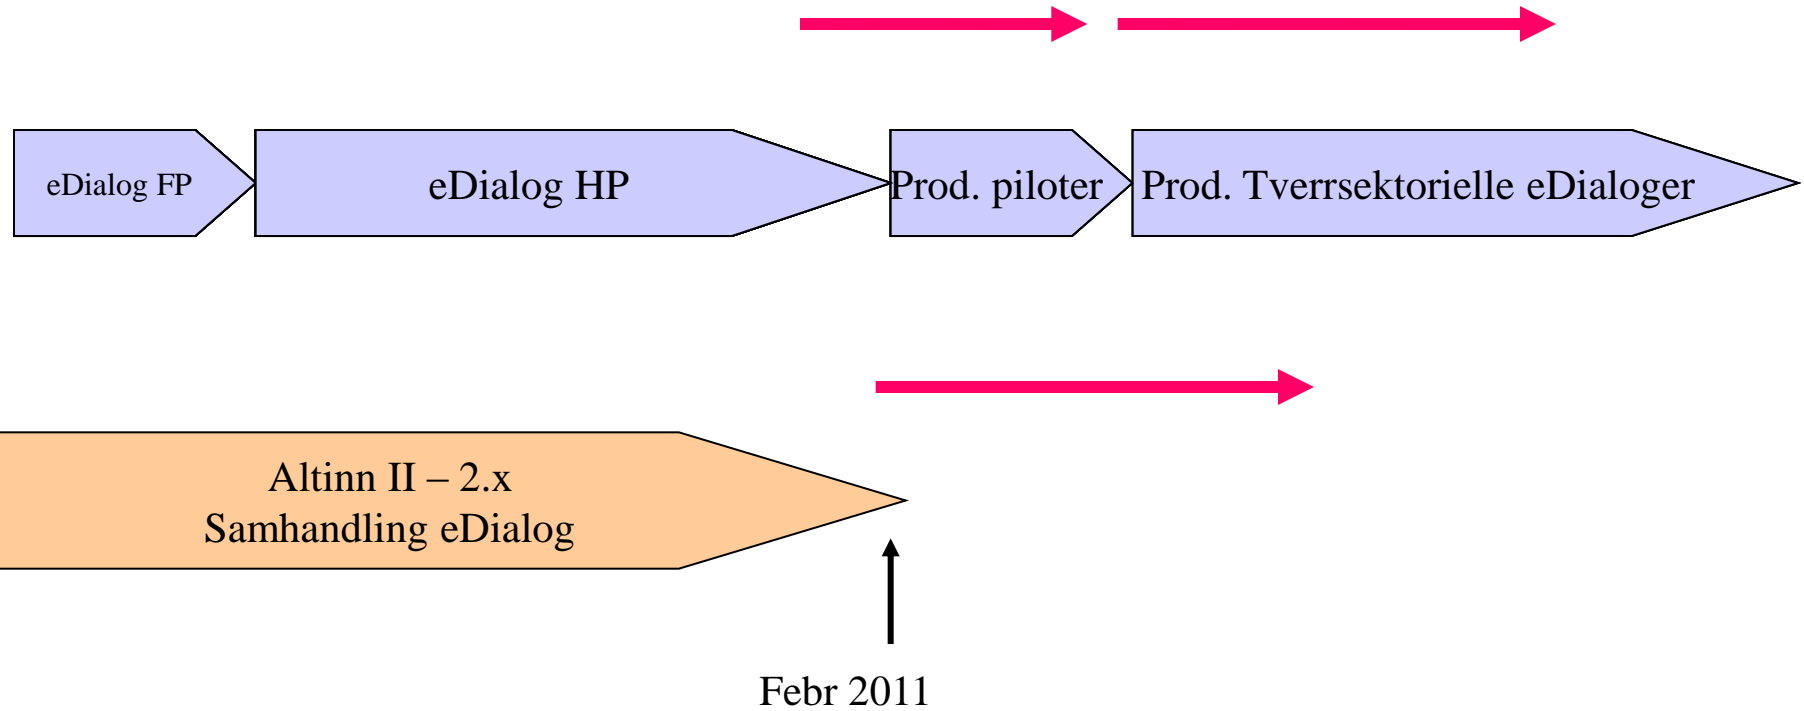 eDialog FP
eDialog HP
Prod. piloter
Prod. Tverrsektorielle eDialoger
Altinn II – 2.x
Samhandling eDialog
Febr 2011